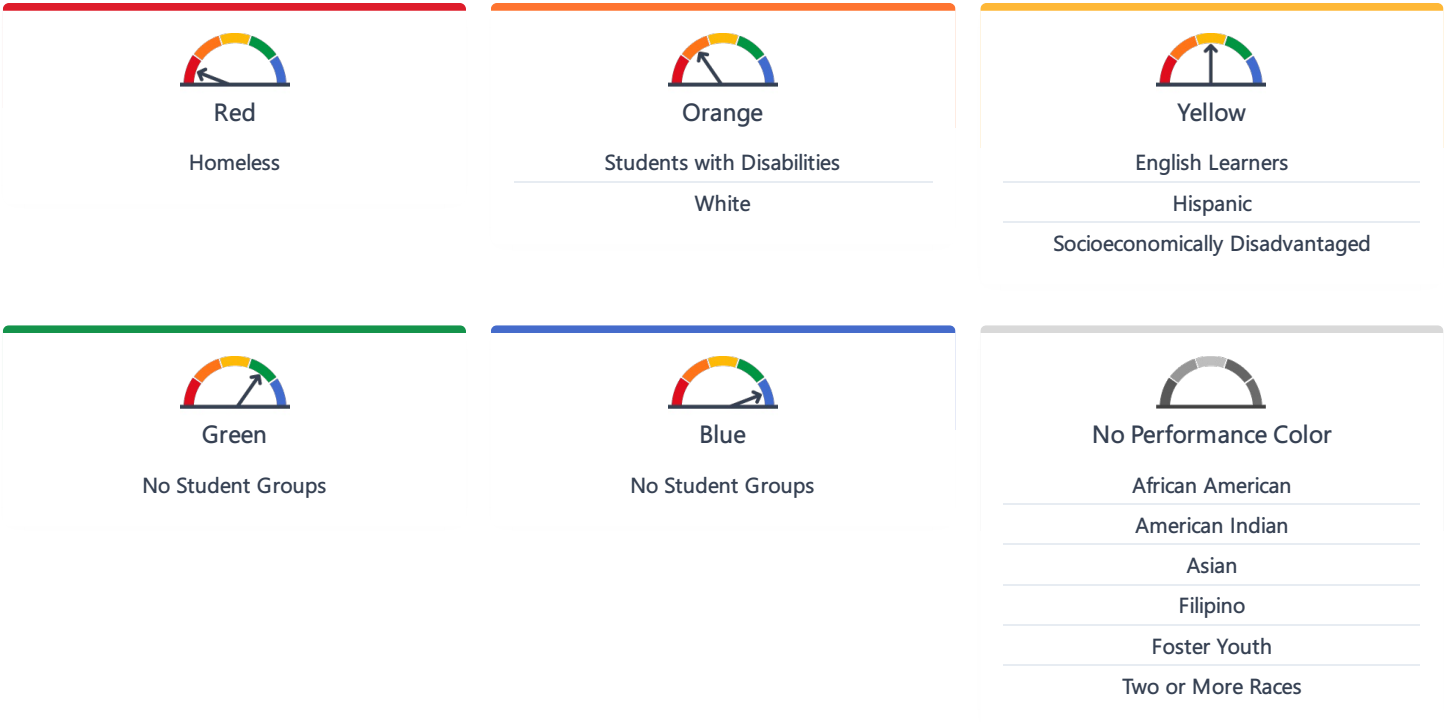 Red
Homeless
Orange
Students with Disabilities
White
Yellow
English Learners
Hispanic
Socioeconomically Disadvantaged
Green
No Student Groups
Blue
No Student Groups
No Performance Color
African American
American Indian
Asian
Filipino
Foster Youth
Two or More Races